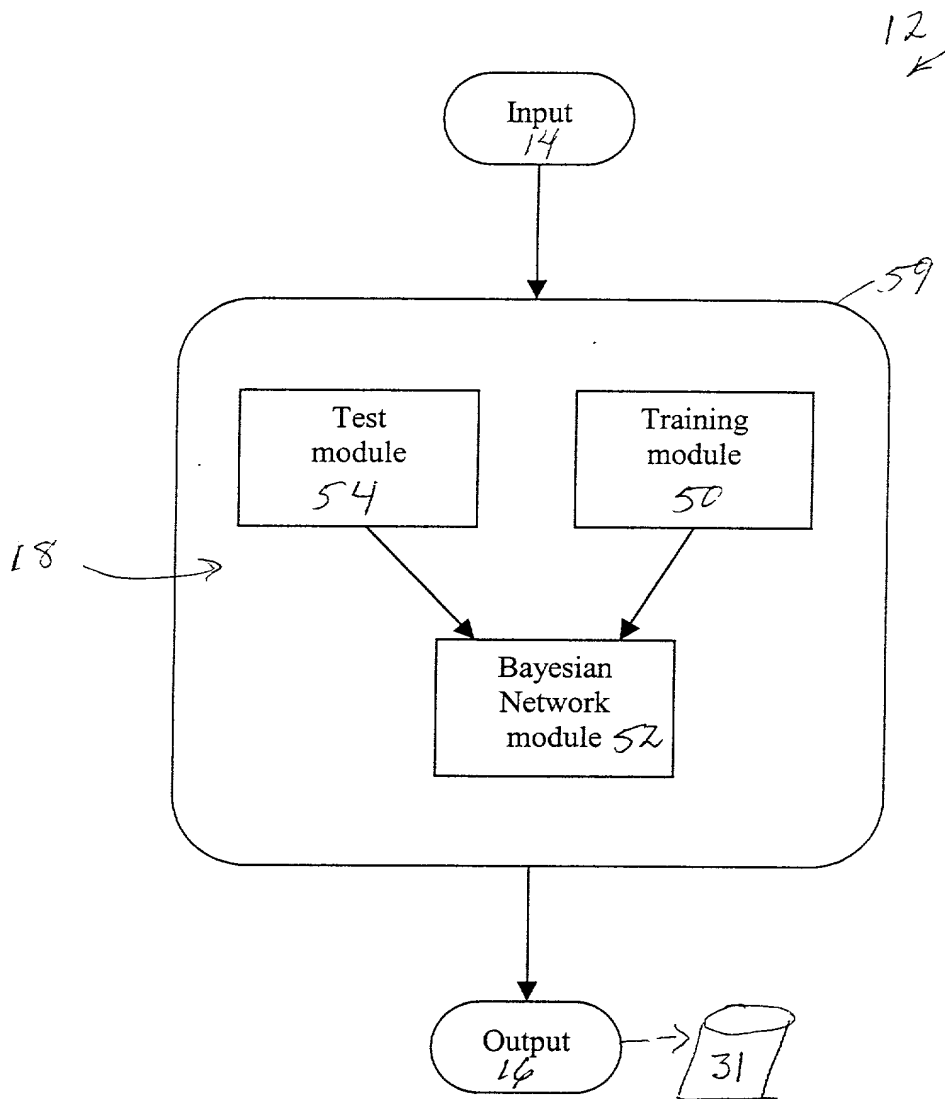 12
Input
14
59
Test
module
54
Training
module
50
18
Bayesian
Network
module 52
Output
16
31